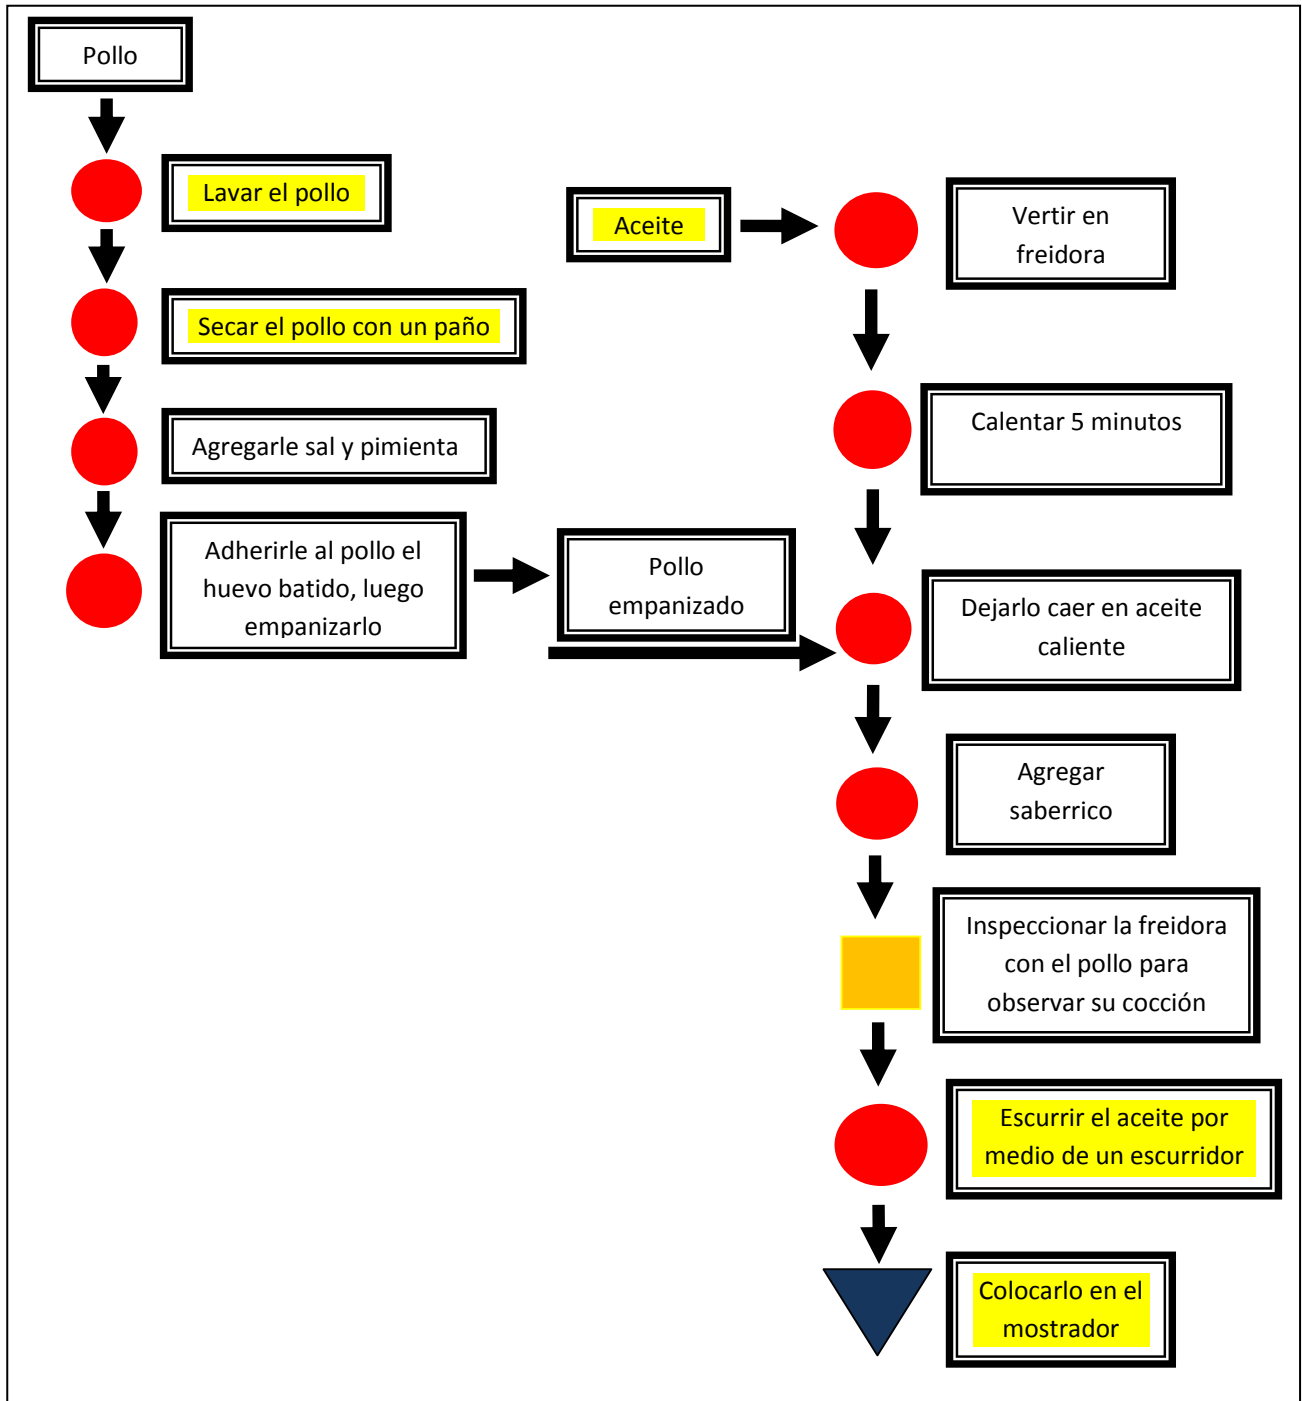 Pollo
Lavar el pollo
Secar el pollo con un paño
Agregarle sal y pimienta
Adherirle al pollo el
huevo batido, luego
empanizarlo
Pollo
empanizado
Aceite
Vertir en
freidora
Calentar 5 minutos
Dejarlo caer en aceite
caliente
Agregar
saberrico
Inspeccionar la freidora
con el pollo para
observar su cocción
Escurrir el aceite por
medio de un escurridor
Colocarlo en el
mostrador